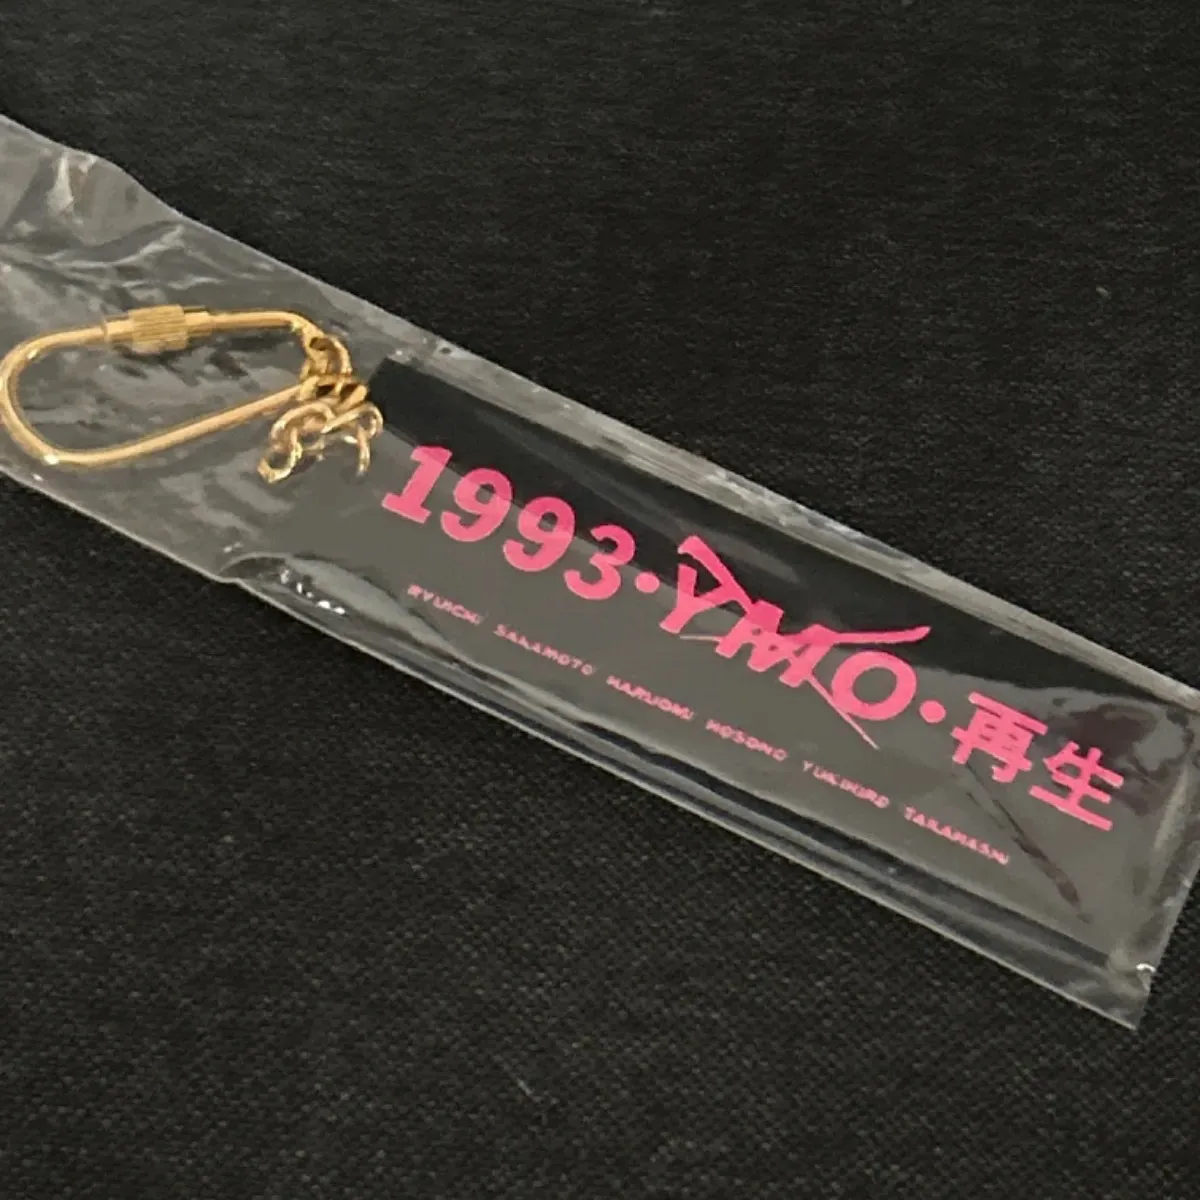 1993・YMO・再生
RYUICHI SAKAMOTO HARUOMI HOSONO YUKIHIRO TAKAHASHI